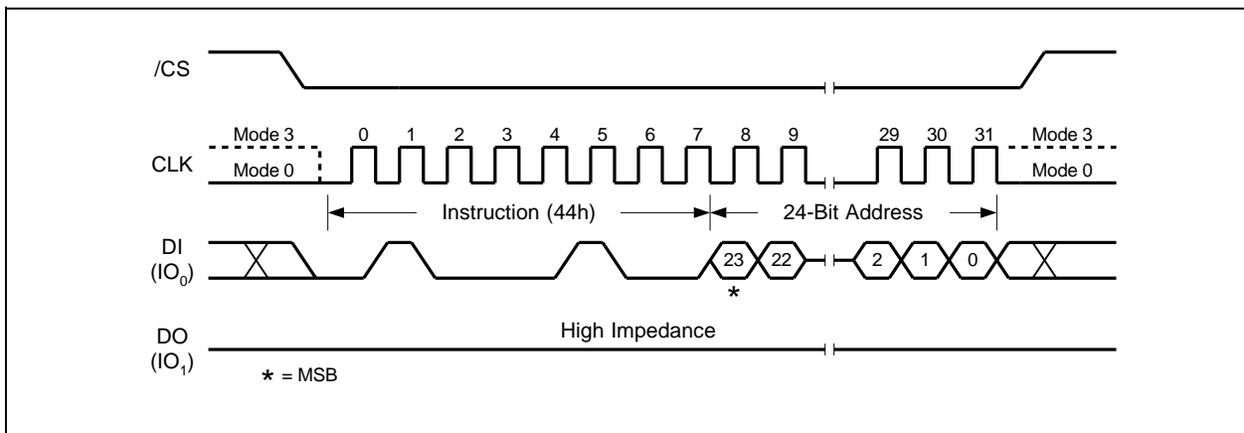 /CS
Mode 3 0 1 2 3 4 5 6 7 8 9 29 30 31 Mode 3
CLK
Mode 0 Mode 0
Instruction (44h) 24-Bit Address
DI
(IO0) 23 22 2 1 0
*
High Impedance
DO
(IO1)
* = MSB